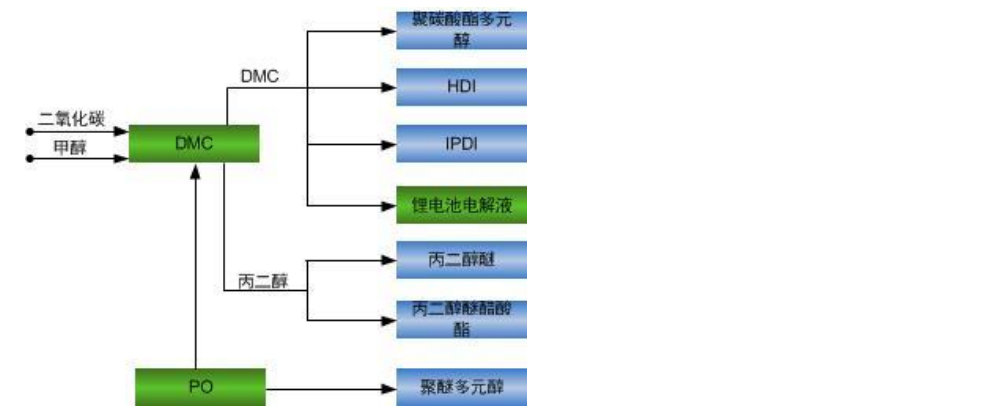 聚碳酸酯多元
醇
DMC
HDI
二氧化碳
DMC
甲醇
IPDI
锂电池电解液
丙二醇醚
丙二醇
丙二醇醚醋酸
酯
PO
聚醚多元醇